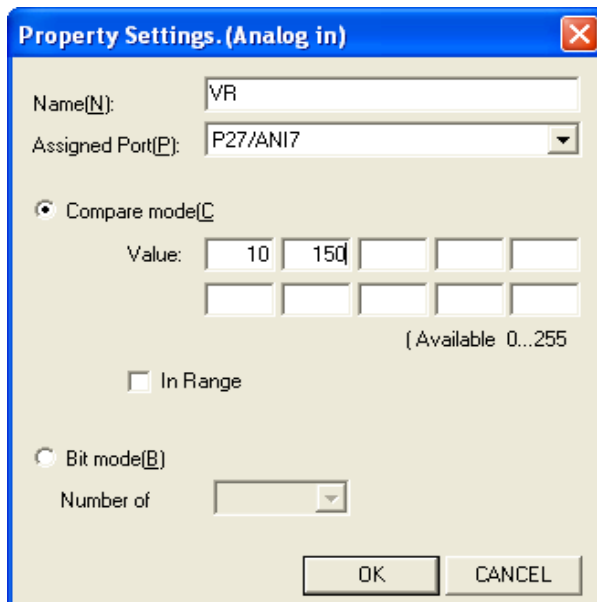 Property Settings.(Analog in)
Name(N): VR
Assigned Port(P): P27/ANI7
Compare mode(C
Value: 10 150
( Available 0...255
In Range
Bit mode(B)
Number of
OK CANCEL